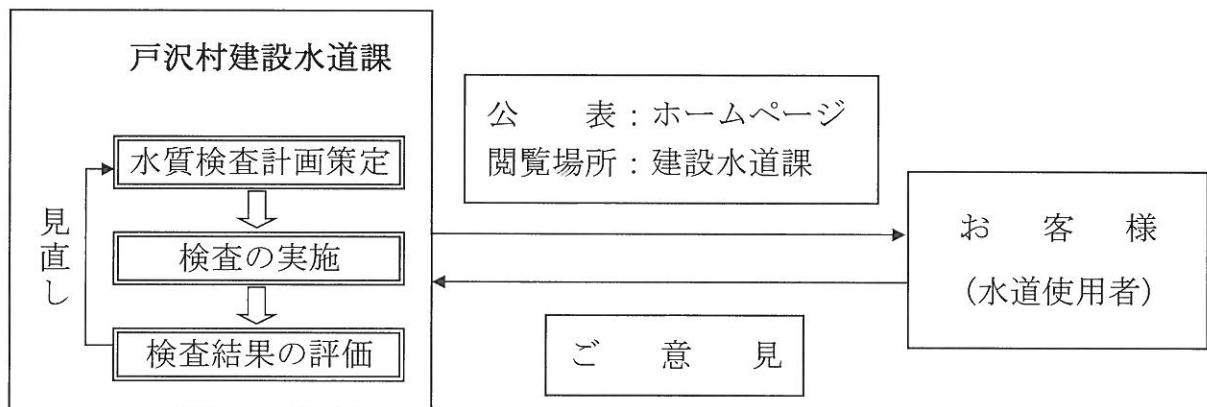 戸沢村建設水道課
水質検査計画策定
検査の実施
検査結果の評価
見直し
公　　表：ホームページ
閲覧場所：建設水道課
ご　意　見
お　客　様
（水道使用者）